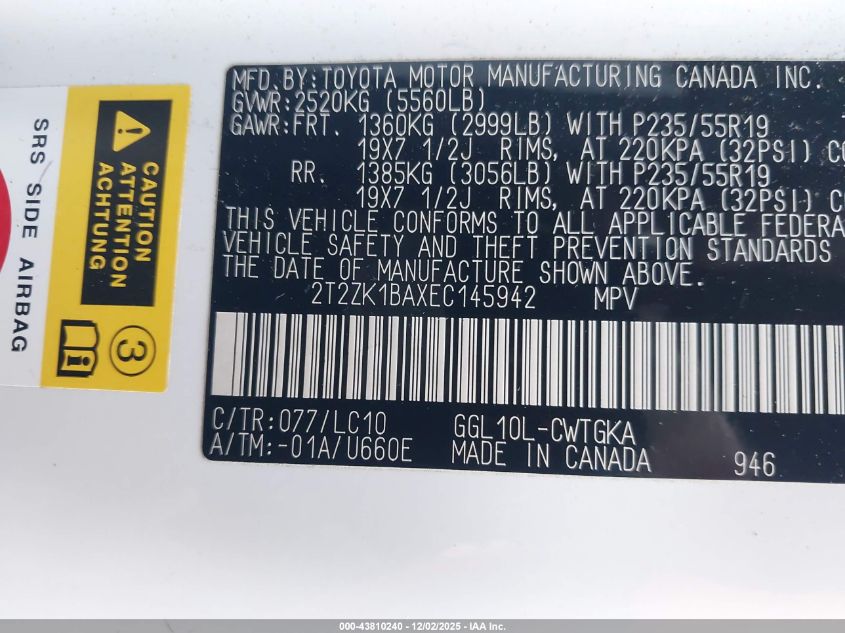 MFD.BY:TOYOTA MOTOR MANUFACTURING CANADA INC.
GVWR:2520KG (5560LB)
GAWR:FRT. 1360KG (2999LB) WITH P235/55R19
19X7 1/2J RIMS, AT 220KPA (32PSI) CO
RR. 1385KG (3056LB) WITH P235/55R19
19X7 1/2J RIMS, AT 220KPA (32PSI) C
THIS VEHICLE CONFORMS TO ALL APPLICABLE FEDERA
VEHICLE SAFETY AND THEFT PREVENTION STANDARDS
THE DATE OF MANUFACTURE SHOWN ABOVE.
2T2ZK1BAXEC145942 MPV
C/TR:077/LC10 GGL10L-CWTGKA
A/TM:-01A/U660E MADE IN CANADA 946
SRS SIDE AIRBAG
CAUTION
ATTENTION
ACHTUNG
3
000-43810240 - 12/02/2025 - IAA Inc.